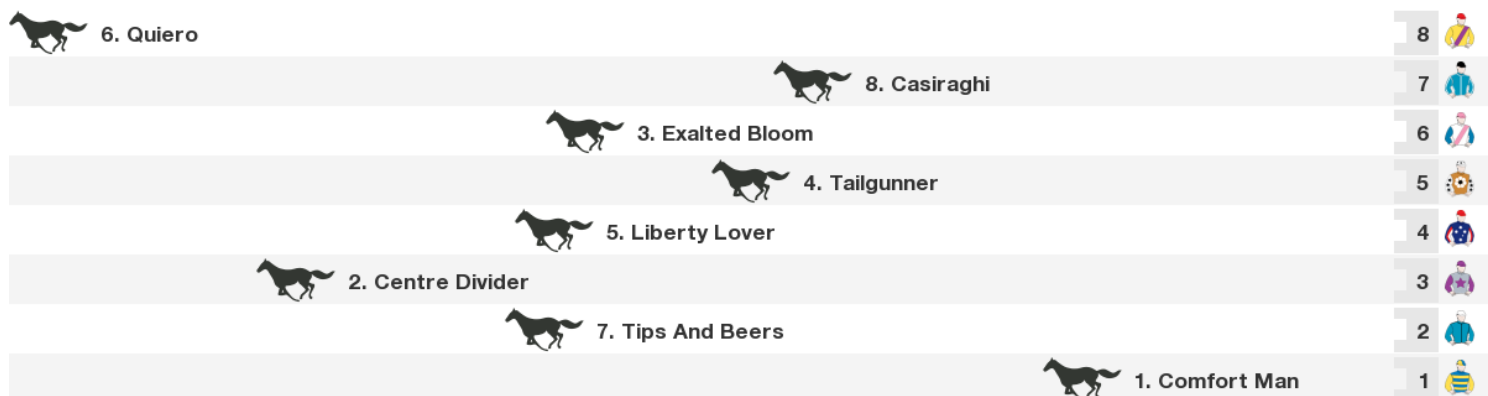 6. Quiero 8
8. Casiraghi 7
3. Exalted Bloom 6
4. Tailgunner 5
5. Liberty Lover 4
2. Centre Divider 3
7. Tips And Beers 2
1. Comfort Man 1